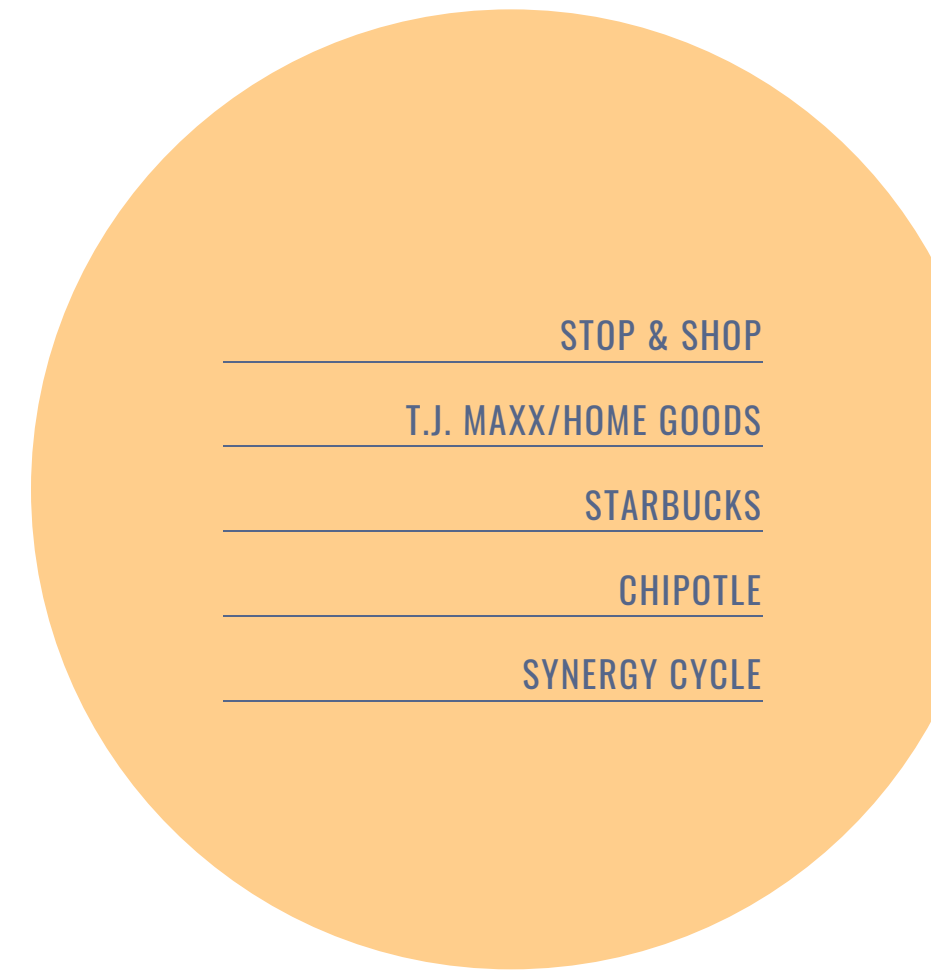 STOP & SHOP
T.J. MAXX/HOME GOODS
STARBUCKS
CHIPOTLE
SYNERGY CYCLE